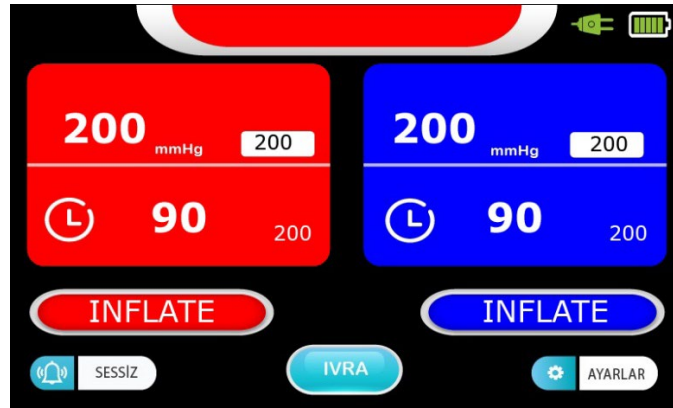 200 mmHg 200
200 mmHg 200
90 200
90 200
INFLATE
INFLATE
SESSİZ
IVRA
AYARLAR